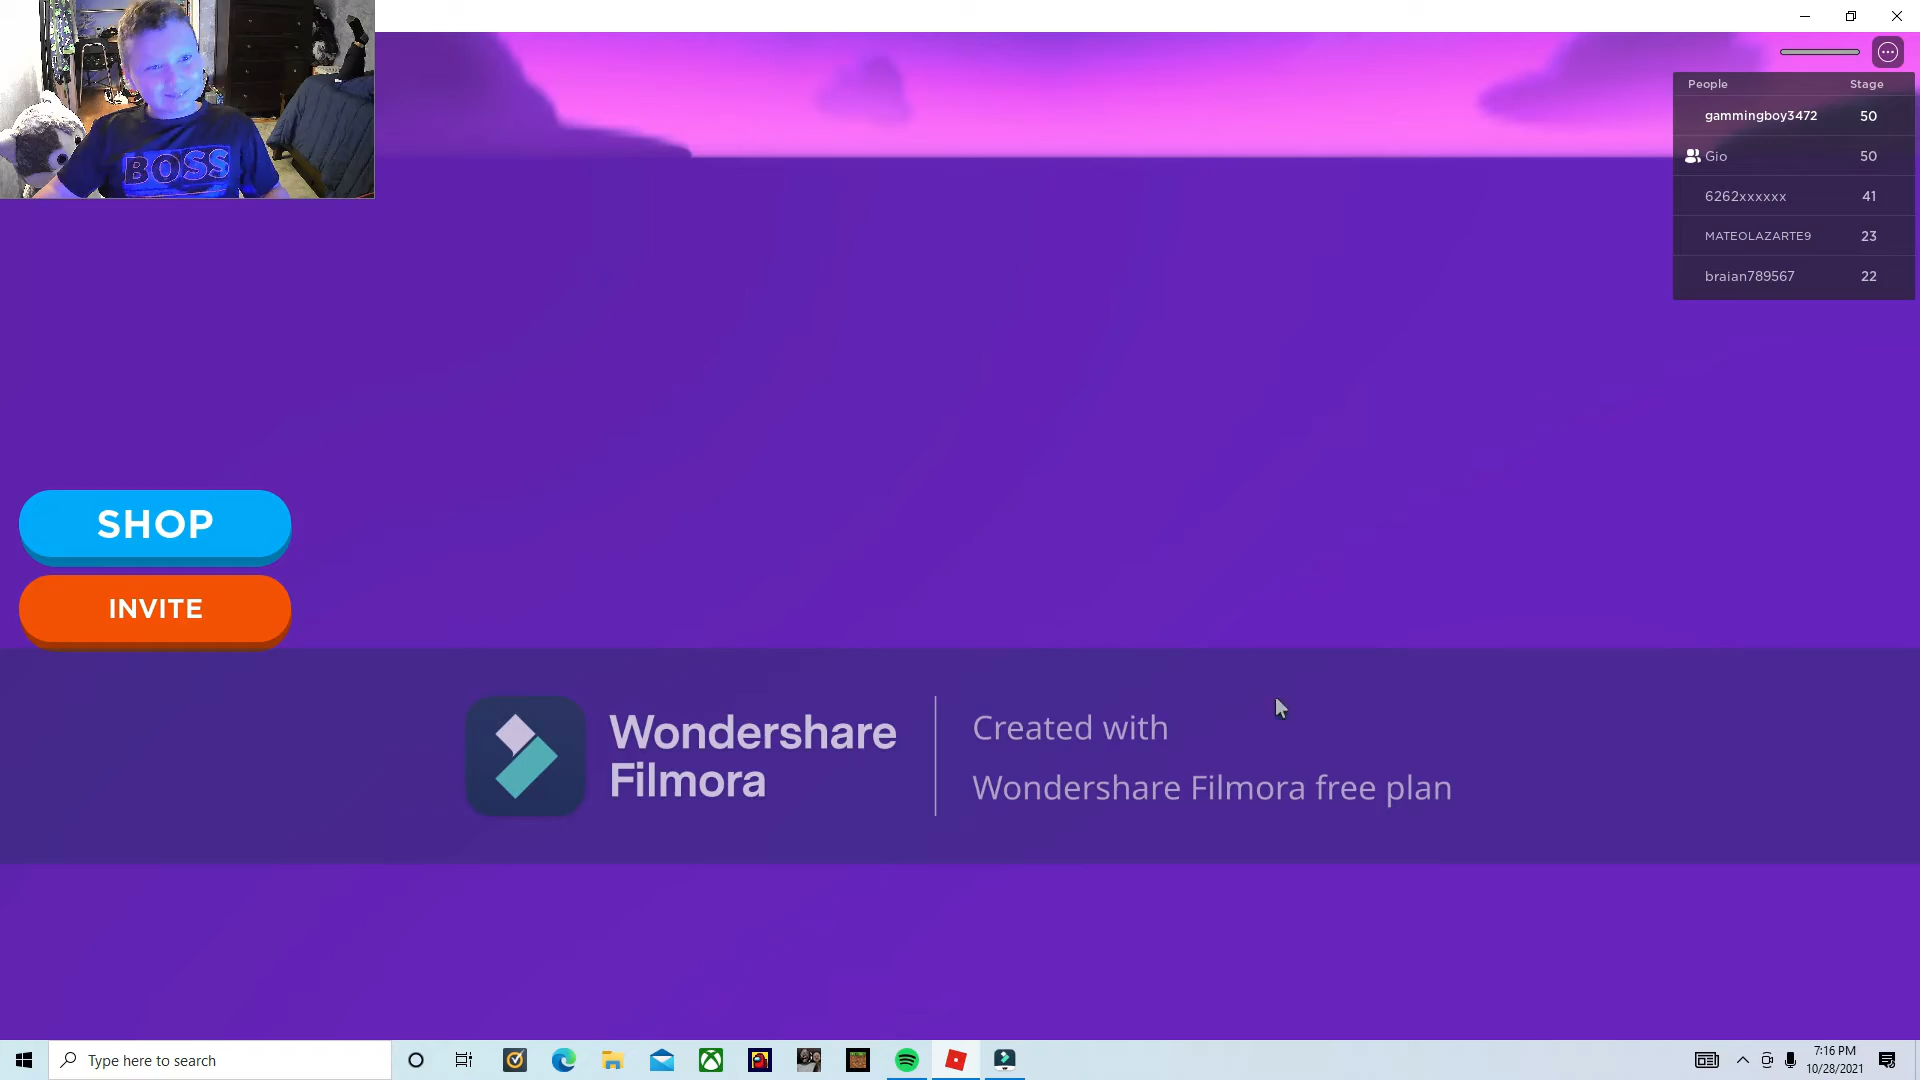 BOSS
People Stage
gammingboy3472 50
Gio 50
6262xxxxxx 41
MATEOLAZARTE9 23
braian789567 22
SHOP
INVITE
Wondershare
Filmora
Created with
Wondershare Filmora free plan
Type here to search
7:16 PM
10/28/2021